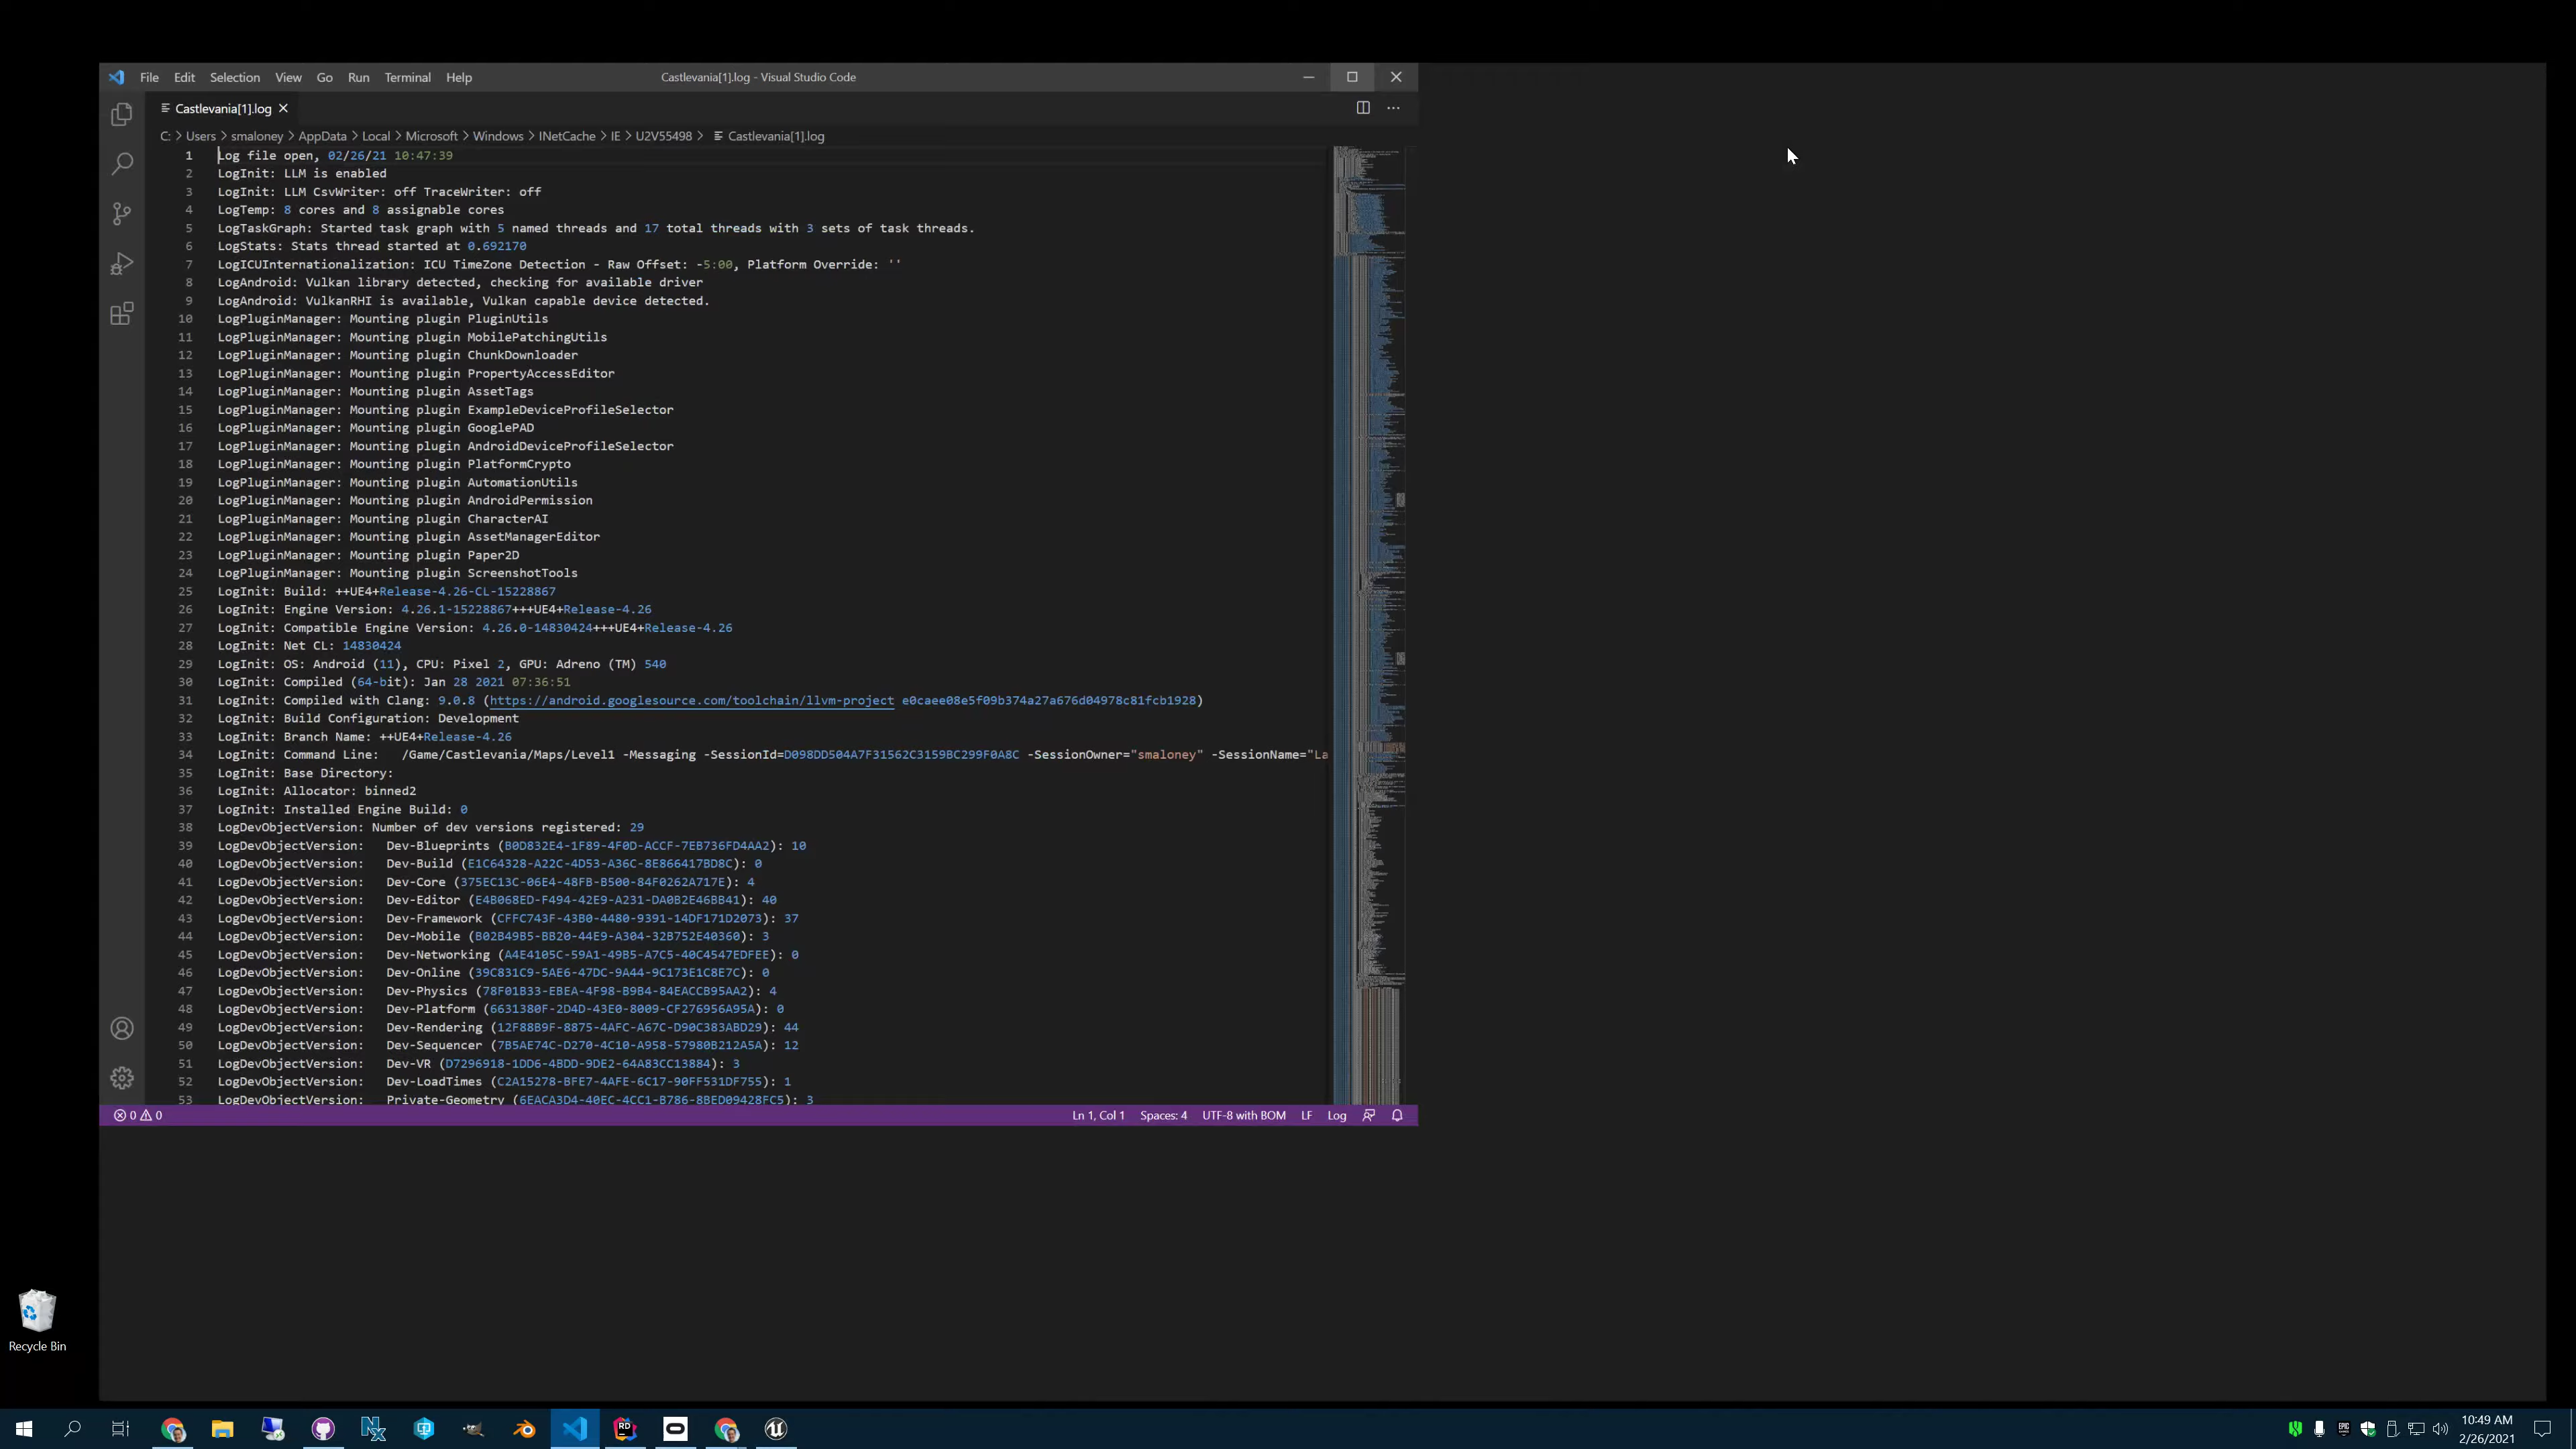 File Edit Selection View Go Run Terminal Help
Castlevania[1].log - Visual Studio Code
Castlevania[1].log
C: > Users > smaloney > AppData > Local > Microsoft > Windows > INetCache > IE > U2V55498 > Castlevania[1].log
1 Log file open, 02/26/21 10:47:39
2 LogInit: LLM is enabled
3 LogInit: LLM CsvWriter: off TraceWriter: off
4 LogTemp: 8 cores and 8 assignable cores
5 LogTaskGraph: Started task graph with 5 named threads and 17 total threads with 3 sets of task threads.
6 LogStats: Stats thread started at 0.692170
7 LogICUInternationalization: ICU TimeZone Detection - Raw Offset: -5:00, Platform Override: ''
8 LogAndroid: Vulkan library detected, checking for available driver
9 LogAndroid: VulkanRHI is available, Vulkan capable device detected.
10 LogPluginManager: Mounting plugin PluginUtils
11 LogPluginManager: Mounting plugin MobilePatchingUtils
12 LogPluginManager: Mounting plugin ChunkDownloader
13 LogPluginManager: Mounting plugin PropertyAccessEditor
14 LogPluginManager: Mounting plugin AssetTags
15 LogPluginManager: Mounting plugin ExampleDeviceProfileSelector
16 LogPluginManager: Mounting plugin GooglePAD
17 LogPluginManager: Mounting plugin AndroidDeviceProfileSelector
18 LogPluginManager: Mounting plugin PlatformCrypto
19 LogPluginManager: Mounting plugin AutomationUtils
20 LogPluginManager: Mounting plugin AndroidPermission
21 LogPluginManager: Mounting plugin CharacterAI
22 LogPluginManager: Mounting plugin AssetManagerEditor
23 LogPluginManager: Mounting plugin Paper2D
24 LogPluginManager: Mounting plugin ScreenshotTools
25 LogInit: Build: ++UE4+Release-4.26-CL-15228867
26 LogInit: Engine Version: 4.26.1-15228867+++UE4+Release-4.26
27 LogInit: Compatible Engine Version: 4.26.0-14830424+++UE4+Release-4.26
28 LogInit: Net CL: 14830424
29 LogInit: OS: Android (11), CPU: Pixel 2, GPU: Adreno (TM) 540
30 LogInit: Compiled (64-bit): Jan 28 2021 07:36:51
31 LogInit: Compiled with Clang: 9.0.8 (https://android.googlesource.com/toolchain/llvm-project e0caee08e5f09b374a27a676d04978c81fcb1928)
32 LogInit: Build Configuration: Development
33 LogInit: Branch Name: ++UE4+Release-4.26
34 LogInit: Command Line: /Game/Castlevania/Maps/Level1 -Messaging -SessionId=D098DD504A7F31562C3159BC299F0A8C -SessionOwner="smaloney" -SessionName="La
35 LogInit: Base Directory:
36 LogInit: Allocator: binned2
37 LogInit: Installed Engine Build: 0
38 LogDevObjectVersion: Number of dev versions registered: 29
39 LogDevObjectVersion: Dev-Blueprints (B0D832E4-1F89-4F0D-ACCF-7EB736FD4AA2): 10
40 LogDevObjectVersion: Dev-Build (E1C64328-A22C-4D53-A36C-8E866417BD8C): 0
41 LogDevObjectVersion: Dev-Core (375EC13C-06E4-48FB-B500-84F0262A717E): 4
42 LogDevObjectVersion: Dev-Editor (E4B068ED-F494-42E9-A231-DA0B2E46BB41): 40
43 LogDevObjectVersion: Dev-Framework (CFFC743F-43B0-4480-9391-14DF171D2073): 37
44 LogDevObjectVersion: Dev-Mobile (B02B49B5-BB20-44E9-A304-32B752E40360): 3
45 LogDevObjectVersion: Dev-Networking (A4E4105C-59A1-49B5-A7C5-40C4547EDFEE): 0
46 LogDevObjectVersion: Dev-Online (39C831C9-5AE6-47DC-9A44-9C173E1C8E7C): 0
47 LogDevObjectVersion: Dev-Physics (78F01B33-EBEA-4F98-B9B4-84EACCB95AA2): 4
48 LogDevObjectVersion: Dev-Platform (6631380F-2D4D-43E0-8009-CF276956A95A): 0
49 LogDevObjectVersion: Dev-Rendering (12F88B9F-8875-4AFC-A67C-D90C383ABD29): 44
50 LogDevObjectVersion: Dev-Sequencer (7B5AE74C-D270-4C10-A958-57980B212A5A): 12
51 LogDevObjectVersion: Dev-VR (D7296918-1DD6-4BDD-9DE2-64A83CC13884): 3
52 LogDevObjectVersion: Dev-LoadTimes (C2A15278-BFE7-4AFE-6C17-90FF531DF755): 1
53 LogDevObjectVersion: Private-Geometry (6EACA3D4-40EC-4CC1-B786-8BED09428FC5): 3
0 0
Ln 1, Col 1 Spaces: 4 UTF-8 with BOM LF Log
Recycle Bin
RD
EPIC
10:49 AM
2/26/2021